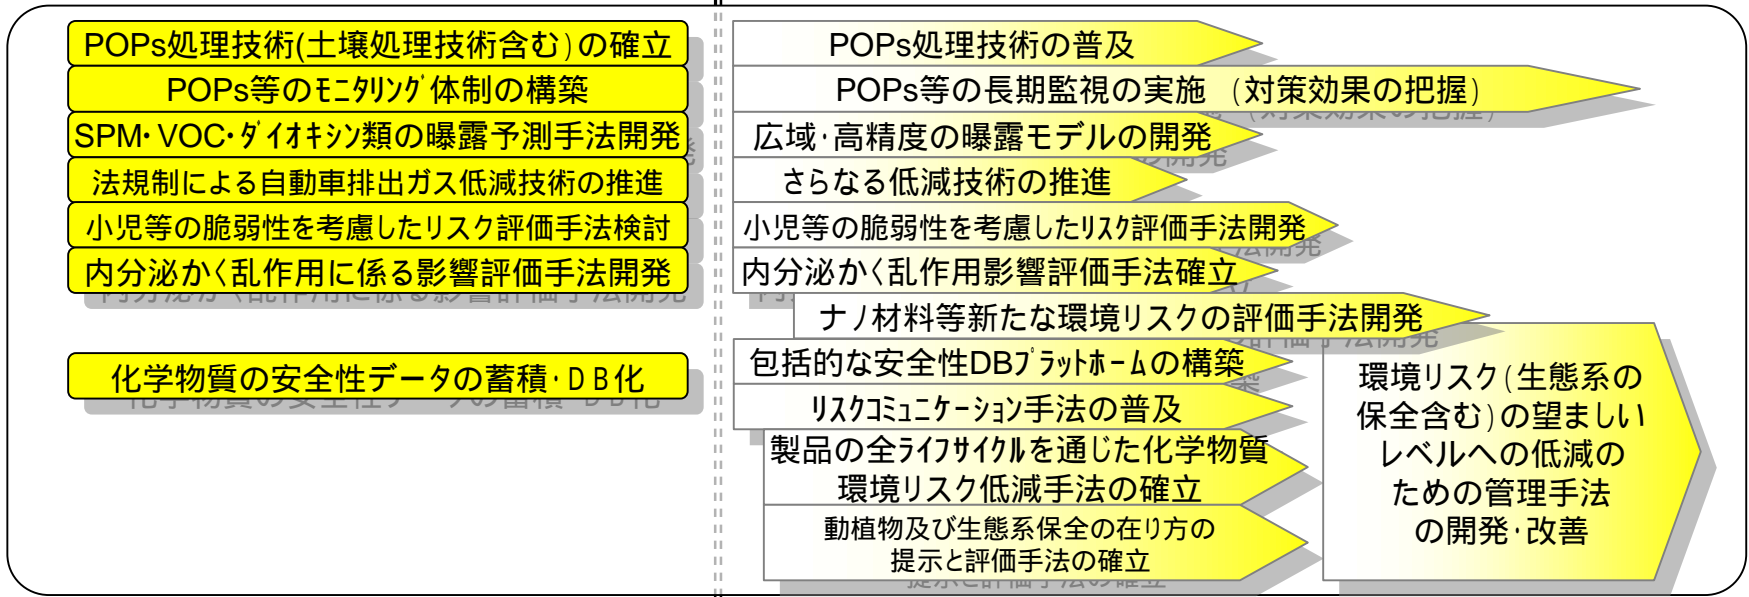 POPs処理技術(土壌処理技術含む)の確立
POPs等のﾓﾆﾀﾘﾝｸﾞ体制の構築
SPM･VOC･ﾀﾞｲｵｷｼﾝ類の曝露予測手法開発
法規制による自動車排出ガス低減技術の推進
小児等の脆弱性を考慮したリスク評価手法検討
内分泌かく乱作用に係る影響評価手法開発
化学物質の安全性データの蓄積･ＤＢ化
POPs処理技術の普及
POPs等の長期監視の実施　(対策効果の把握)
広域･高精度の曝露モデルの開発
さらなる低減技術の推進
小児等の脆弱性を考慮したﾘｽｸ評価手法開発
内分泌かく乱作用影響評価手法確立
ナノ材料等新たな環境リスクの評価手法開発
包括的な安全性DBﾌﾟﾗｯﾄﾎｰﾑの構築
ﾘｽｸｺﾐｭﾆｹｰｼｮﾝ手法の普及
製品の全ﾗｲﾌｻｲｸﾙを通じた化学物質
環境リスク低減手法の確立
動植物及び生態系保全の在り方の
提示と評価手法の確立
環境リスク(生態系の
保全含む)の望ましい
レベルへの低減の
ための管理手法
の開発･改善